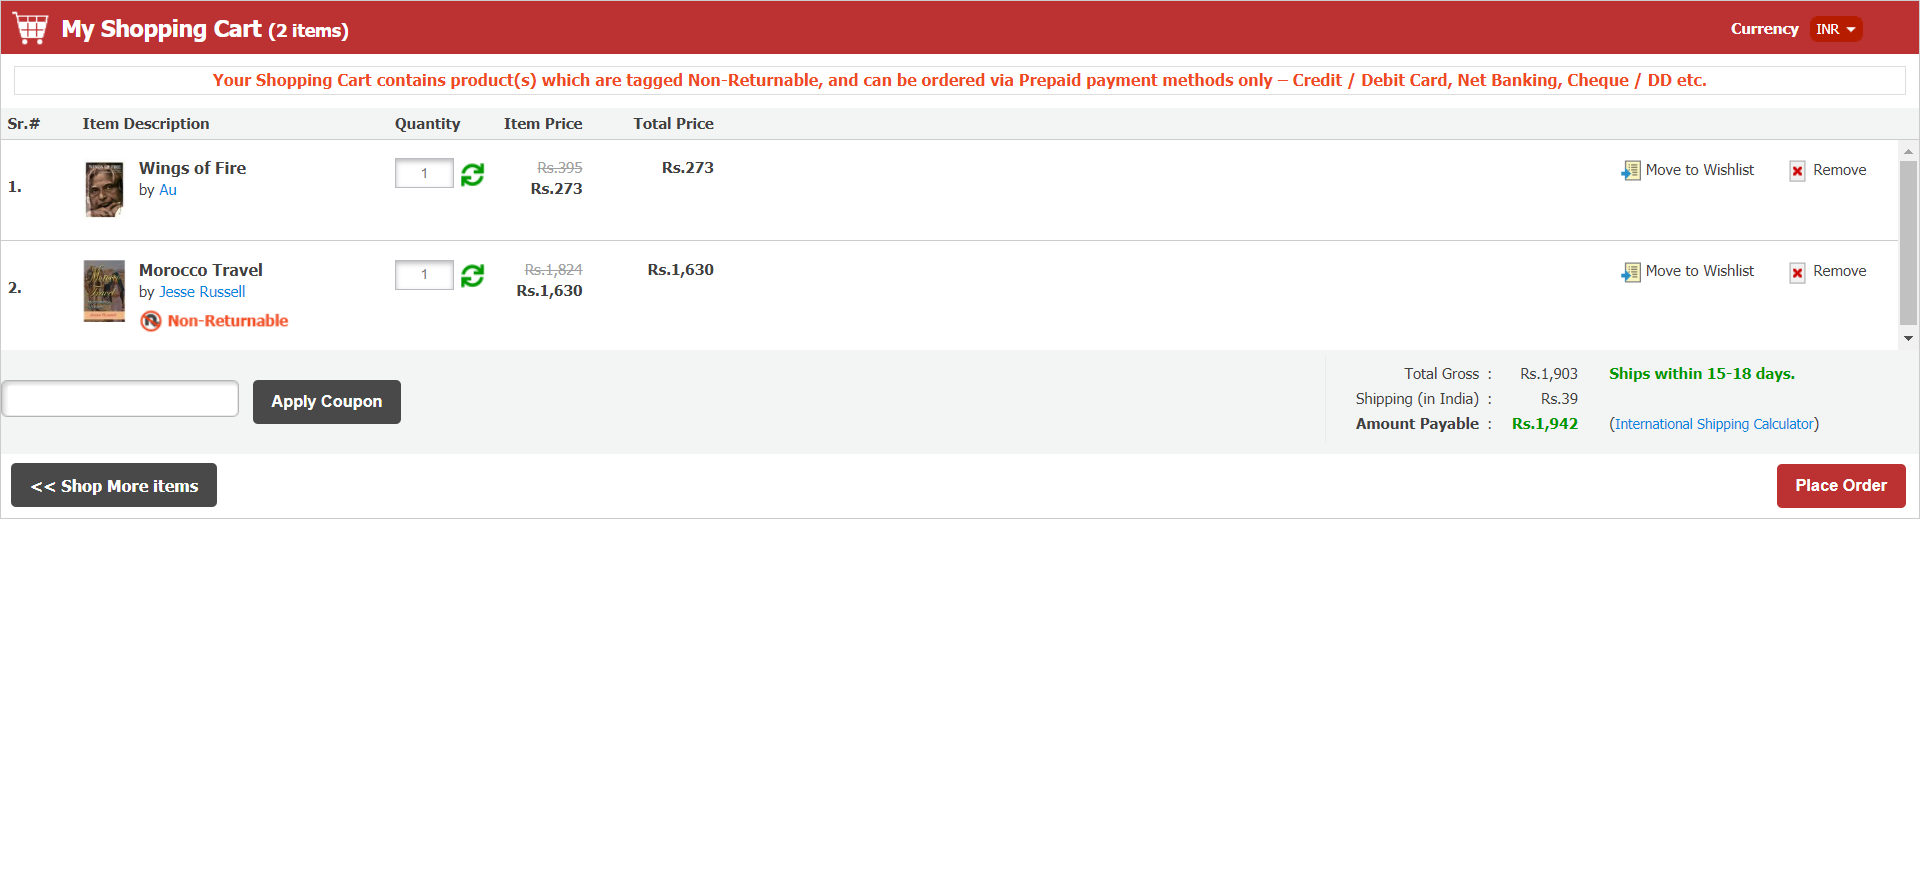 My Shopping Cart (2 items)
Currency INR
Your Shopping Cart contains product(s) which are tagged Non-Returnable, and can be ordered via Prepaid payment methods only – Credit / Debit Card, Net Banking, Cheque / DD etc.
Sr.# Item Description Quantity Item Price Total Price
1. Wings of Fire 1 Rs.395 Rs.273 Move to Wishlist Remove
by Au Rs.273
2. Morocco Travel 1 Rs.1,824 Rs.1,630 Move to Wishlist Remove
by Jesse Russell Rs.1,630
Non-Returnable
Apply Coupon
Total Gross : Rs.1,903 Ships within 15-18 days.
Shipping (in India) : Rs.39
Amount Payable : Rs.1,942 (International Shipping Calculator)
<< Shop More items Place Order